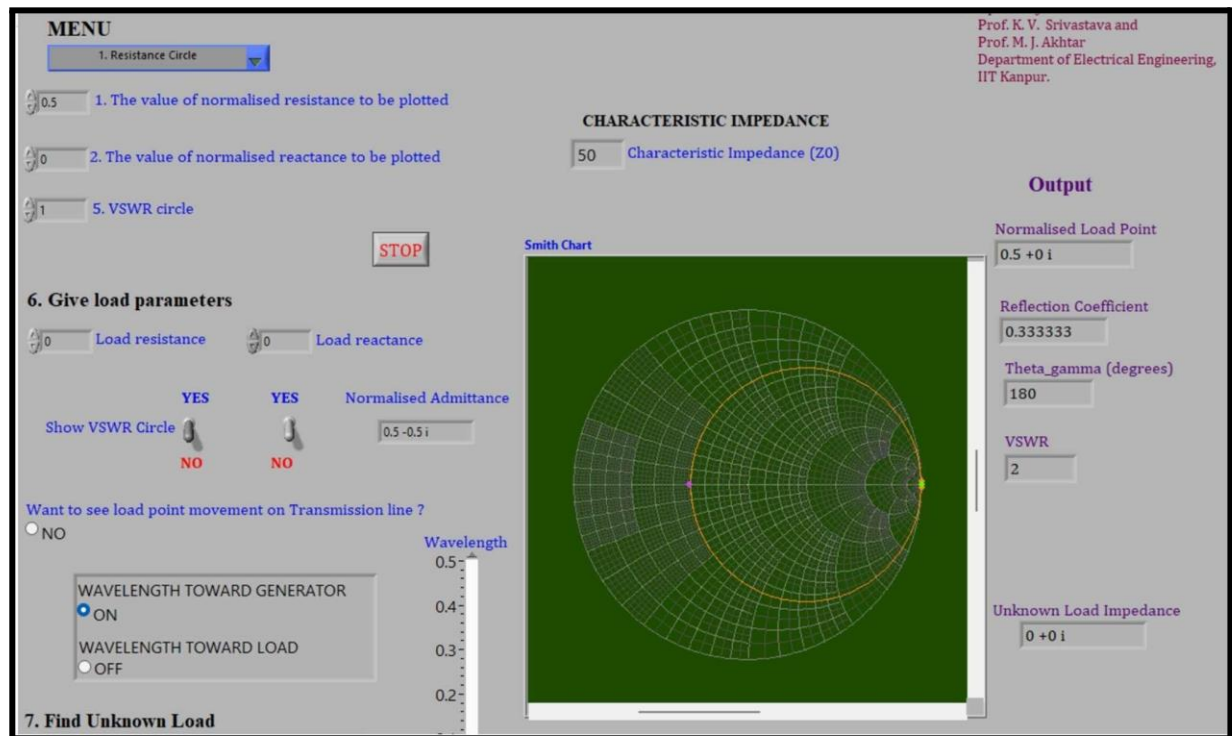 MENU
1. Resistance Circle
0.5 1. The value of normalised resistance to be plotted
0 2. The value of normalised reactance to be plotted
1 5. VSWR circle
STOP
6. Give load parameters
0 Load resistance 0 Load reactance
YES YES Normalised Admittance
Show VSWR Circle 0.5 -0.5 i
NO NO
Want to see load point movement on Transmission line ?
NO
WAVELENGTH TOWARD GENERATOR
ON
WAVELENGTH TOWARD LOAD
OFF
Wavelength
0.5
0.4
0.3
0.2
7. Find Unknown Load
CHARACTERISTIC IMPEDANCE
50 Characteristic Impedance (Z0)
Smith Chart
Prof. K. V. Srivastava and
Prof. M. J. Akhtar
Department of Electrical Engineering,
IIT Kanpur.
Output
Normalised Load Point
0.5 +0 i
Reflection Coefficient
0.333333
Theta_gamma (degrees)
180
VSWR
2
Unknown Load Impedance
0 +0 i